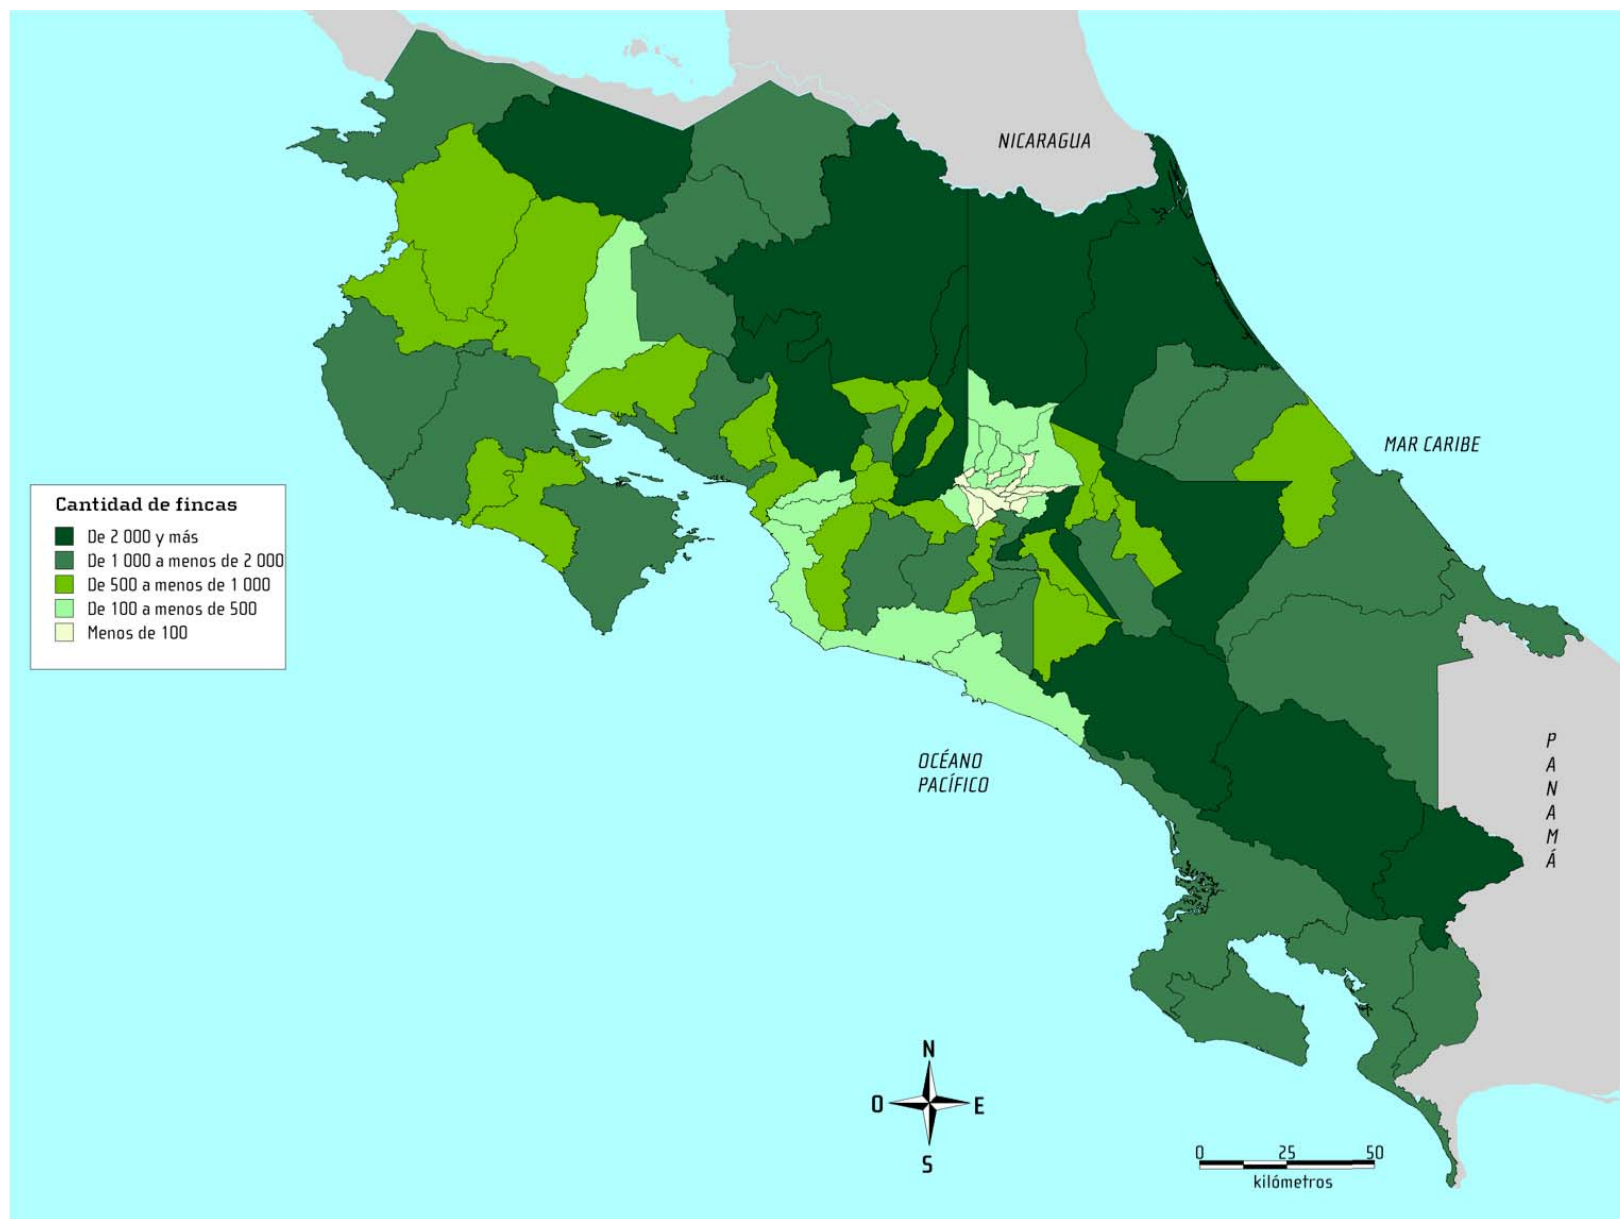 NICARAGUA
MAR CARIBE
Cantidad de fincas
De 2 000 y más
De 1 000 a menos de 2 000
De 500 a menos de 1 000
De 100 a menos de 500
Menos de 100
OCÉANO
PACÍFICO
P
A
N
A
M
Á
N
O
E
S
0 25 50
kilómetros